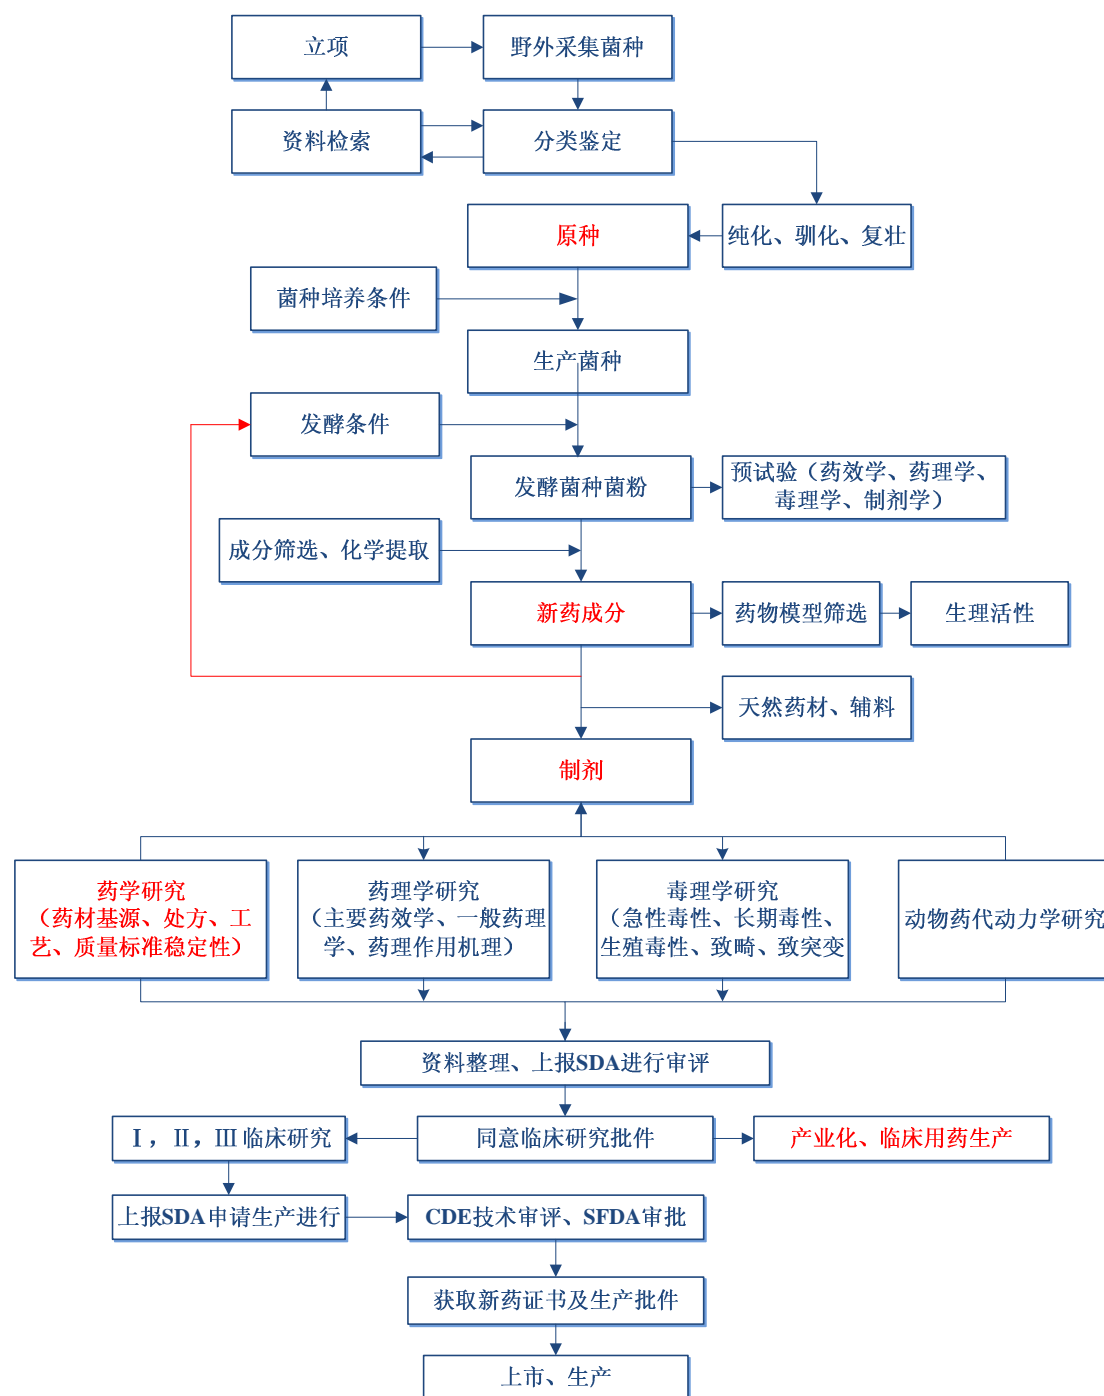 立项
野外采集菌种
资料检索
分类鉴定
原种
纯化、驯化、复壮
菌种培养条件
生产菌种
发酵条件
发酵菌种菌粉
预试验（药效学、药理学、
毒理学、制剂学）
成分筛选、化学提取
新药成分
药物模型筛选
生理活性
天然药材、辅料
制剂
药学研究
（药材基源、处方、工
艺、质量标准稳定性）
药理学研究
（主要药效学、一般药理
学、药理作用机理）
毒理学研究
（急性毒性、长期毒性、
生殖毒性、致畸、致突变
动物药代动力学研究
资料整理、上报SDA进行审评
Ⅰ，Ⅱ，Ⅲ 临床研究
同意临床研究批件
产业化、临床用药生产
上报SDA申请生产进行
CDE技术审评、SFDA审批
获取新药证书及生产批件
上市、生产